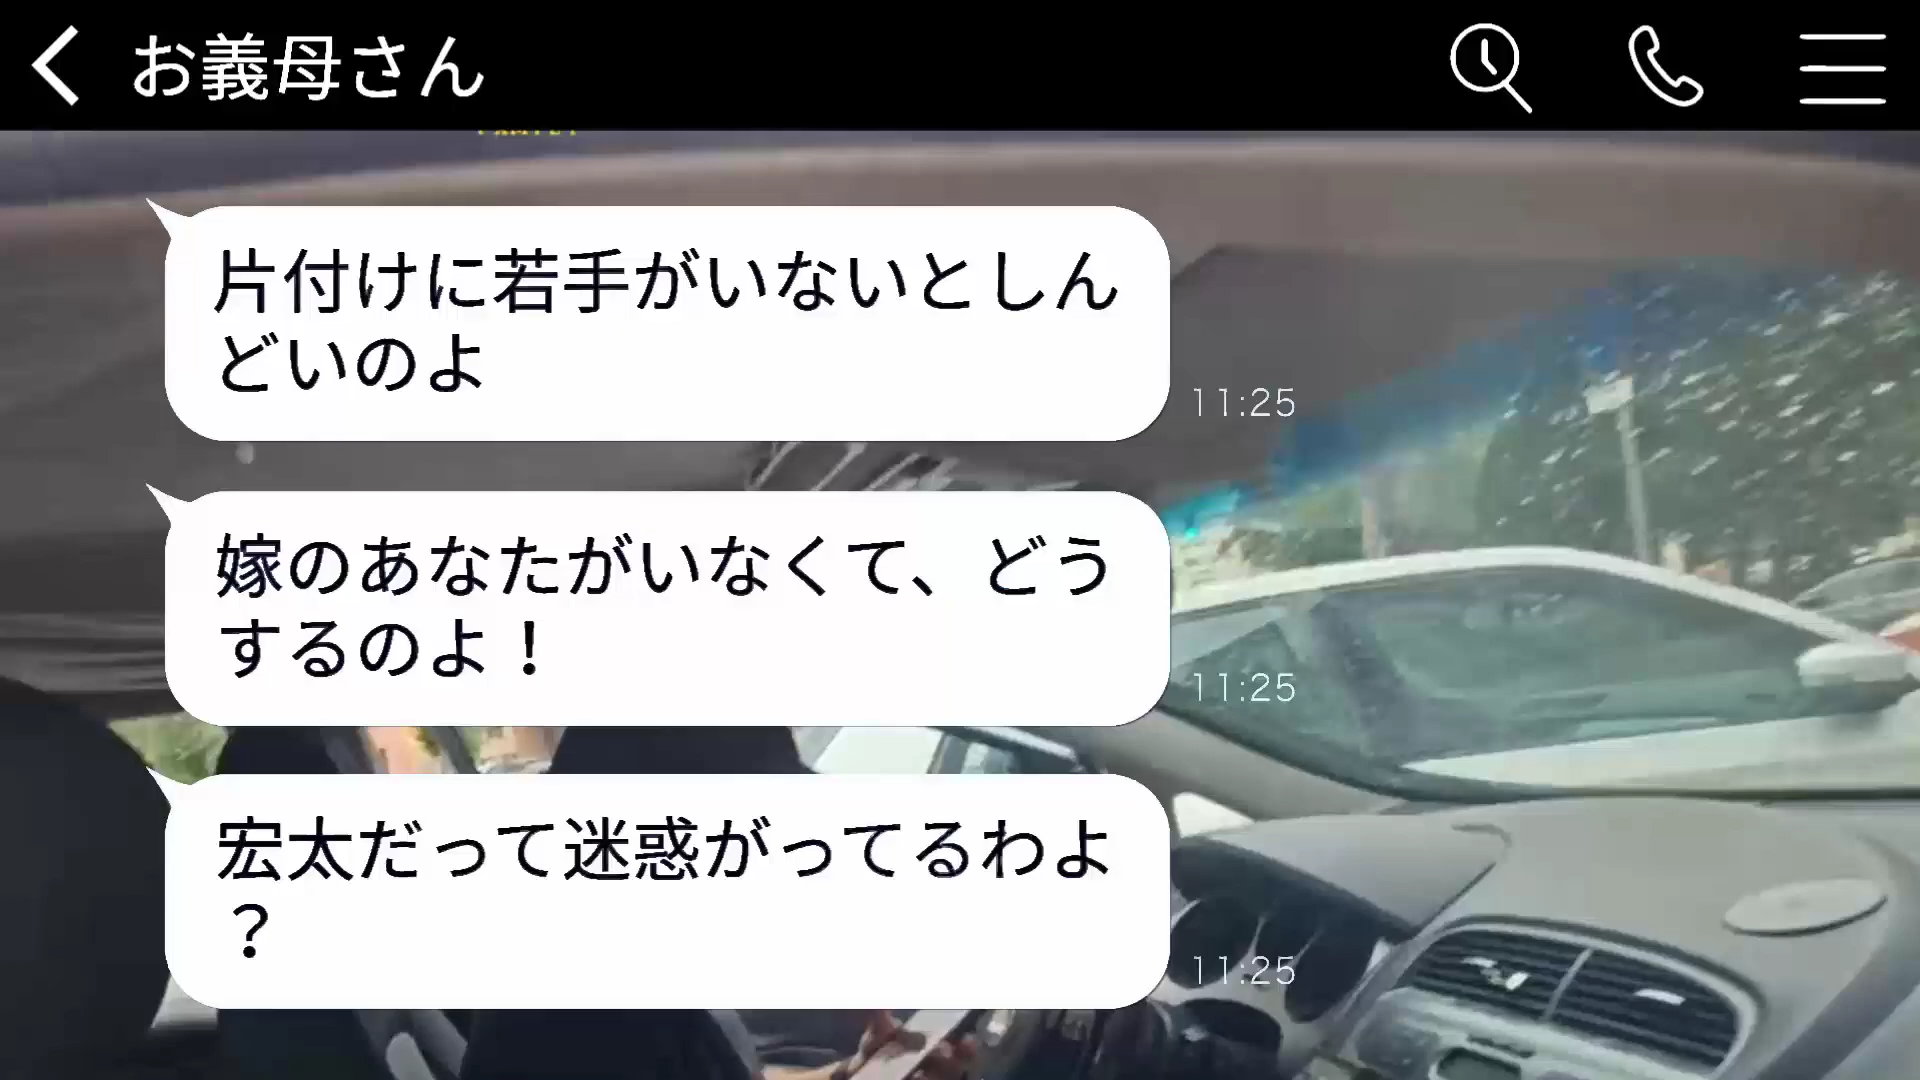 お義母さん
片付けに若手がいないとしん
どいのよ
11:25
嫁のあなたがいなくて、どう
するのよ！
11:25
宏太だって迷惑がってるわよ
？
11:25